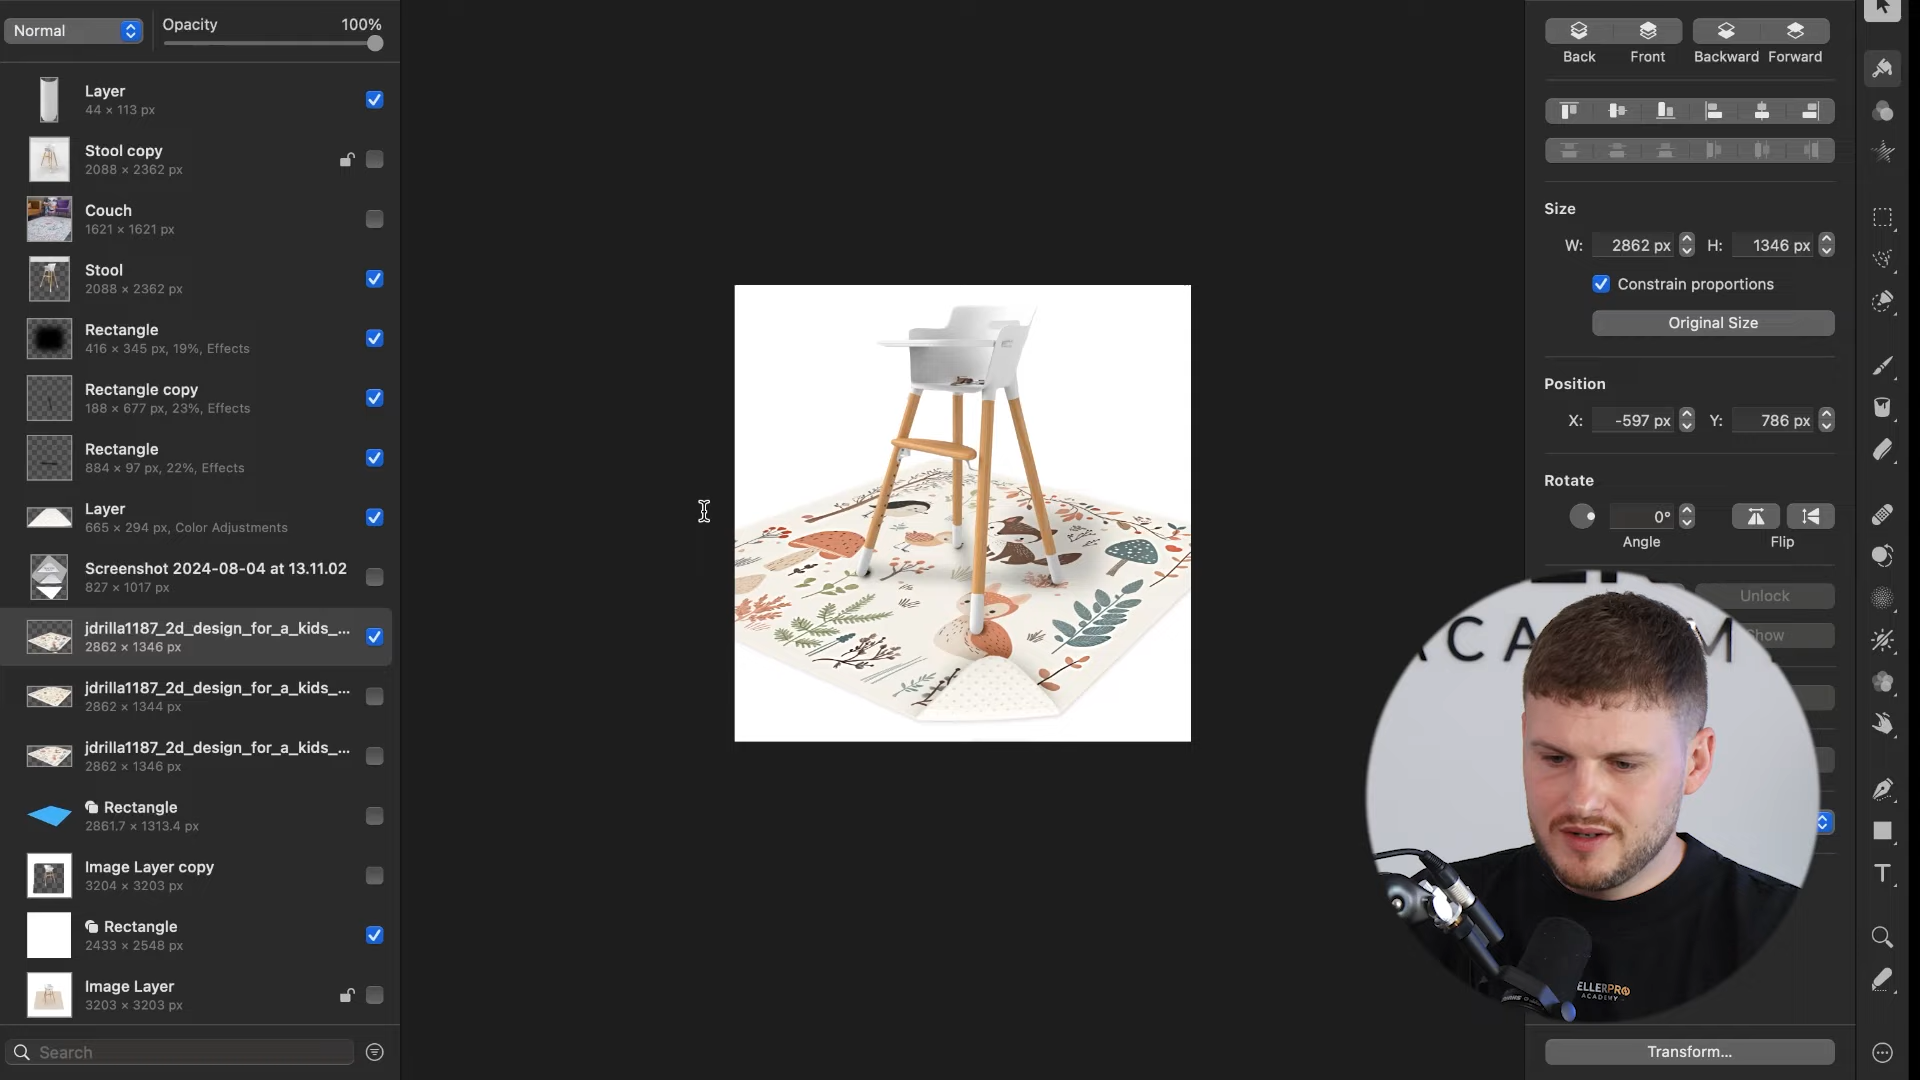 Normal
Opacity 100%
Layer
44 × 113 px
Stool copy
2088 × 2362 px
Couch
1621 × 1621 px
Stool
2088 × 2362 px
Rectangle
416 × 345 px, 19%, Effects
Rectangle copy
188 × 677 px, 23%, Effects
Rectangle
884 × 97 px, 22%, Effects
Layer
665 × 294 px, Color Adjustments
Screenshot 2024-08-04 at 13.11.02
827 × 1017 px
jdrilla1187_2d_design_for_a_kids_...
2862 × 1346 px
jdrilla1187_2d_design_for_a_kids_...
2862 × 1344 px
jdrilla1187_2d_design_for_a_kids_...
2862 × 1346 px
Rectangle
2861.7 × 1313.4 px
Image Layer copy
3204 × 3203 px
Rectangle
2433 × 2548 px
Image Layer
3203 × 3203 px
Search
Back Front Backward Forward
Size
W: 2862 px H: 1346 px
Constrain proportions
Original Size
Position
X: -597 px Y: 786 px
Rotate
0°
Angle Flip
Unlock
Show
ACA M
ELLERPRO
ACADEMY
Transform...
T